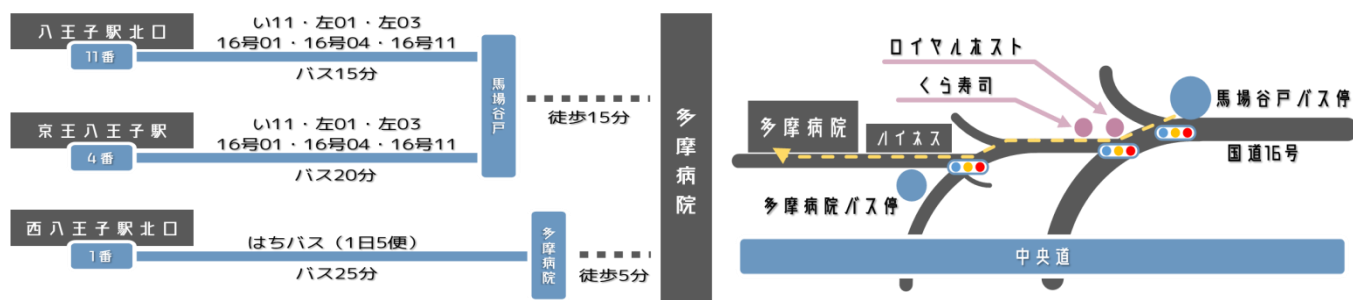 八王子駅北口
11番
い11・左01・左03
16号01・16号04・16号11
バス15分
京王八王子駅
4番
い11・左01・左03
16号01・16号04・16号11
バス20分
馬場谷戸
徒歩15分
西八王子駅北口
1番
はちバス（1日5便）
バス25分
多摩病院
徒歩5分
多摩病院
ロイヤルホスト
くら寿司
馬場谷戸バス停
多摩病院
ハイネス
国道16号
多摩病院バス停
中央道